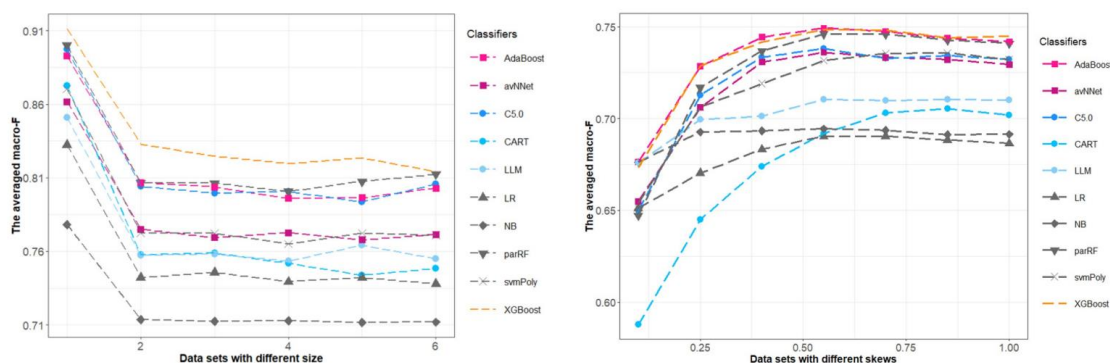 The averaged macro-F
0.91
0.86
0.81
0.76
0.71
2
4
6
Data sets with different size
Classifiers
AdaBoost
avNNet
C5.0
CART
LLM
LR
NB
parRF
svmPoly
XGBoost
The averaged macro-F
0.75
0.70
0.65
0.60
0.25
0.50
0.75
1.00
Data sets with different skews
Classifiers
AdaBoos
avNNet
C5.0
CART
LLM
LR
NB
parRF
svmPoly
XGBoost